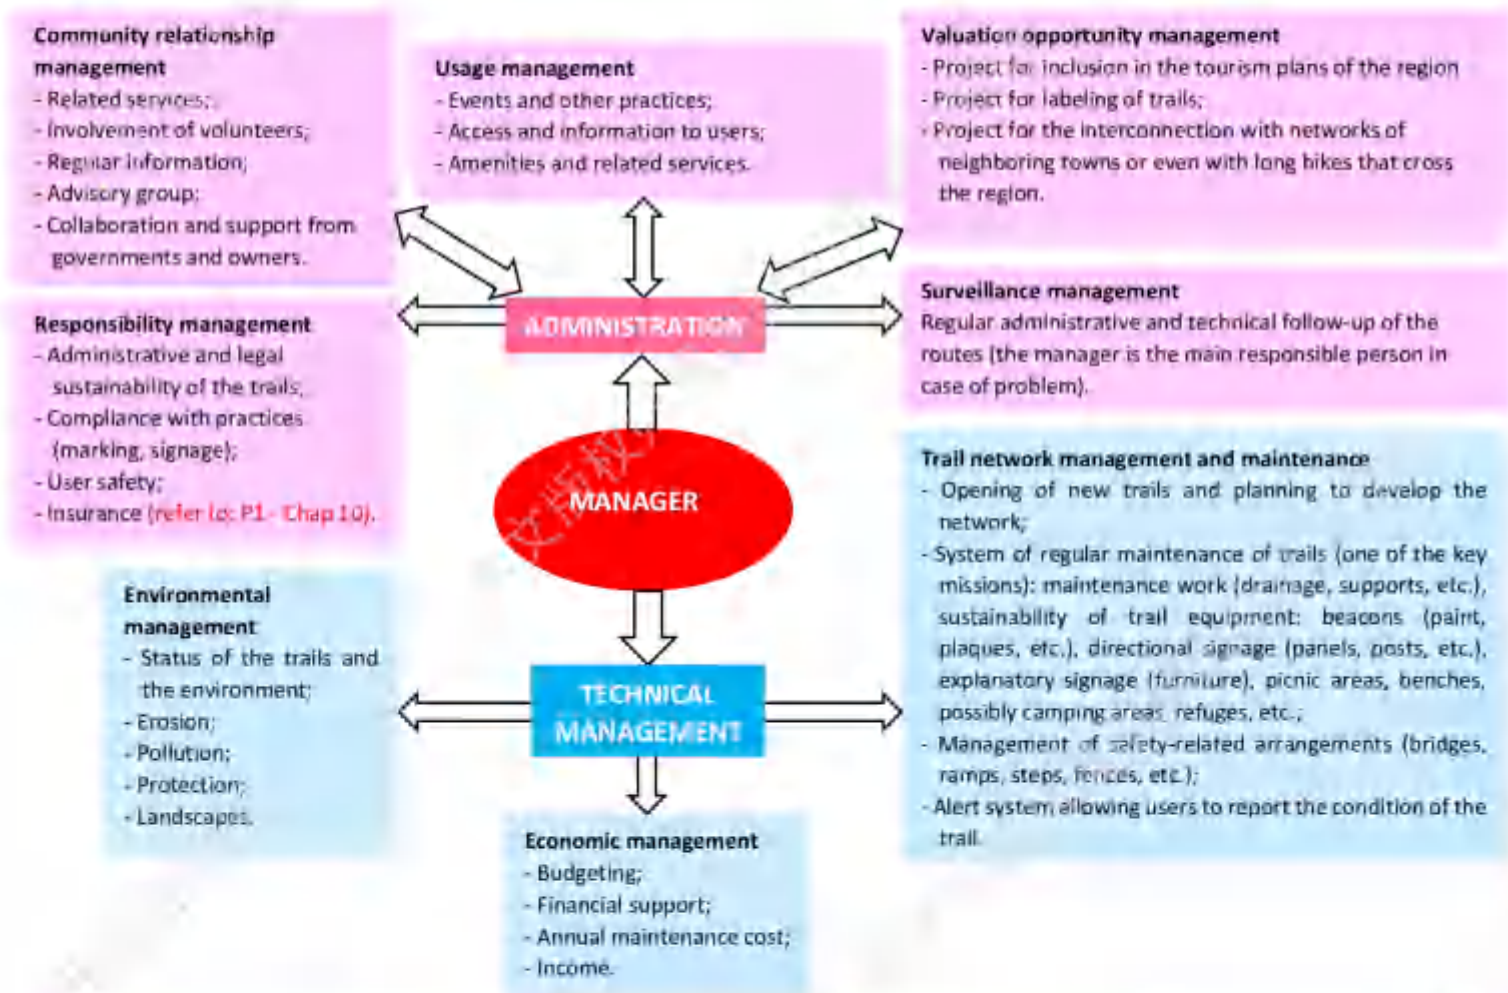 Community relationship
management
- Related services;
- Involvement of volunteers;
- Regular information;
- Advisory group;
- Collaboration and support from
governments and owners.
Usage management
- Events and other practices;
- Access and information to users;
- Amenities and related services.
Valuation opportunity management
- Project for inclusion in the tourism plans of the region
- Project for labeling of trails;
- Project for the interconnection with networks of
neighboring towns or even with long hikes that cross
the region.
Responsibility management
- Administrative and legal
sustainability of the trails;
- Compliance with practices
(marking, signage);
- User safety;
- Insurance (refer to: P1 - Chap 10).
ADMINISTRATION
Surveillance management
Regular administrative and technical follow-up of the
routes (the manager is the main responsible person in
case of problem).
MANAGER
文版权
Environmental
management
- Status of the trails and
the environment;
- Erosion;
- Pollution;
- Protection;
- Landscapes.
TECHNICAL
MANAGEMENT
Trail network management and maintenance
- Opening of new trails and planning to develop the
network;
- System of regular maintenance of trails (one of the key
missions): maintenance work (drainage, supports, etc.),
sustainability of trail equipment: beacons (paint,
plaques, etc.), directional signage (panels, posts, etc.),
explanatory signage (furniture), picnic areas, benches,
possibly camping areas, refuges, etc.;
- Management of safety-related arrangements (bridges,
ramps, steps, fences, etc.);
- Alert system allowing users to report the condition of the
trail.
Economic management
- Budgeting;
- Financial support;
- Annual maintenance cost;
- Income.